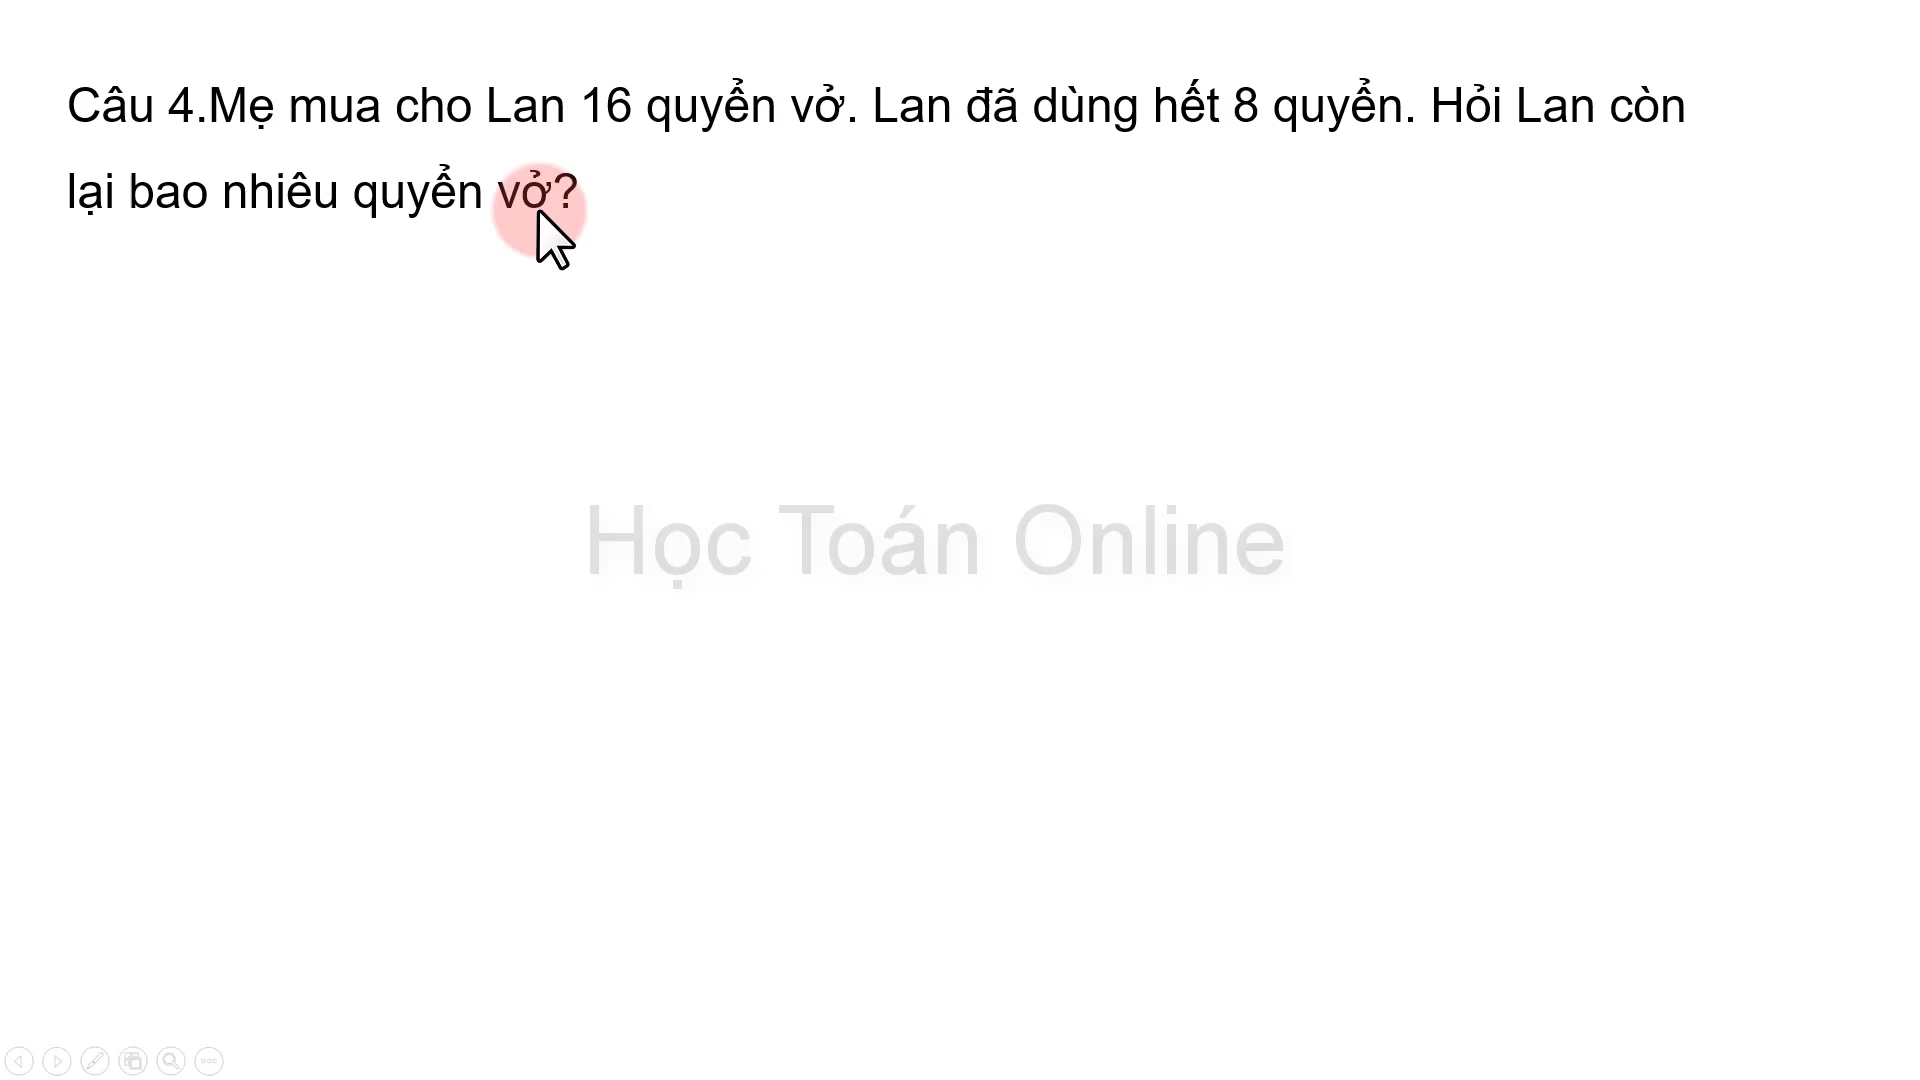 Câu 4.Mẹ mua cho Lan 16 quyển vở. Lan đã dùng hết 8 quyển. Hỏi Lan còn
lại bao nhiêu quyển vở?
Học Toán Online